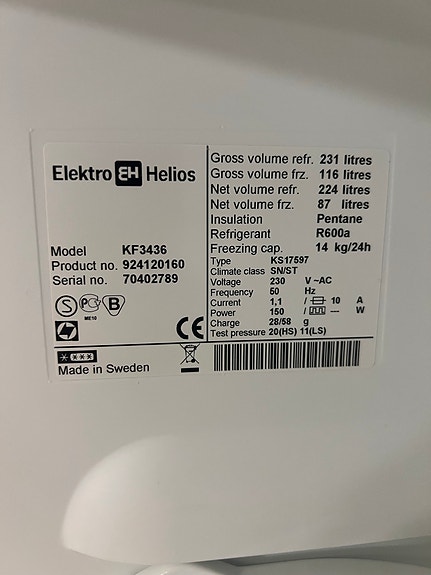 Elektro EH Helios
Model KF3436
Product no. 924120160
Serial no. 70402789
S PC B
ME10
CE
Made in Sweden
Gross volume refr. 231 litres
Gross volume frz. 116 litres
Net volume refr. 224 litres
Net volume frz. 87 litres
Insulation Pentane
Refrigerant R600a
Freezing cap. 14 kg/24h
Type KS17597
Climate class SN/ST
Voltage 230 V ~AC
Frequency 50 Hz
Current 1,1 / 10 A
Power 150 / --- W
Charge 28/58 g
Test pressure 20(HS) 11(LS)